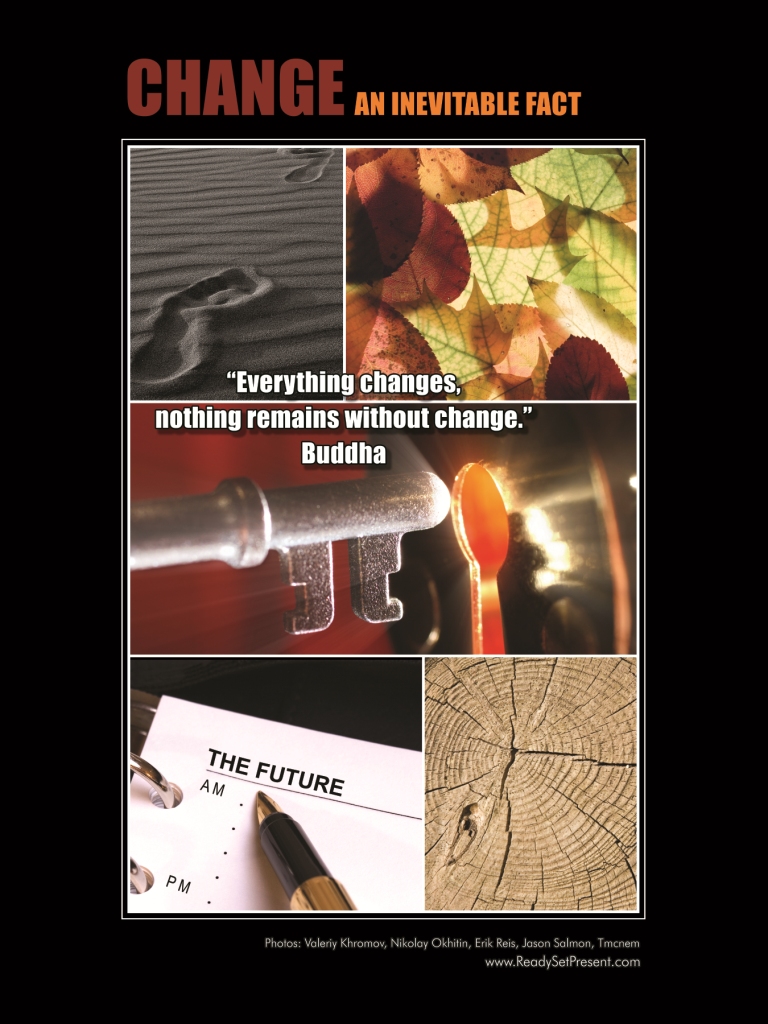 CHANGE AN INEVITABLE FACT
“Everything changes,
nothing remains without change.”
Buddha
THE FUTURE
AM
PM
Photos: Valeriy Khromov, Nikolay Okhitin, Erik Reis, Jason Salmon, Tmcnem
www.ReadySetPresent.com